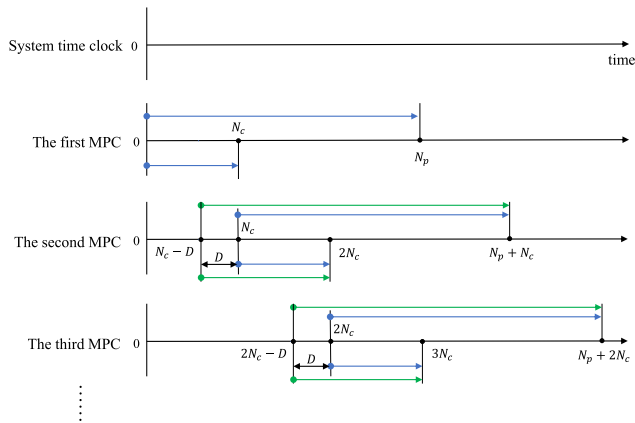 System time clock 0
time
The first MPC 0
N_c
N_p
The second MPC 0
N_c
N_c − D
D
2N_c
N_p + N_c
The third MPC 0
2N_c
2N_c − D
D
3N_c
N_p + 2N_c